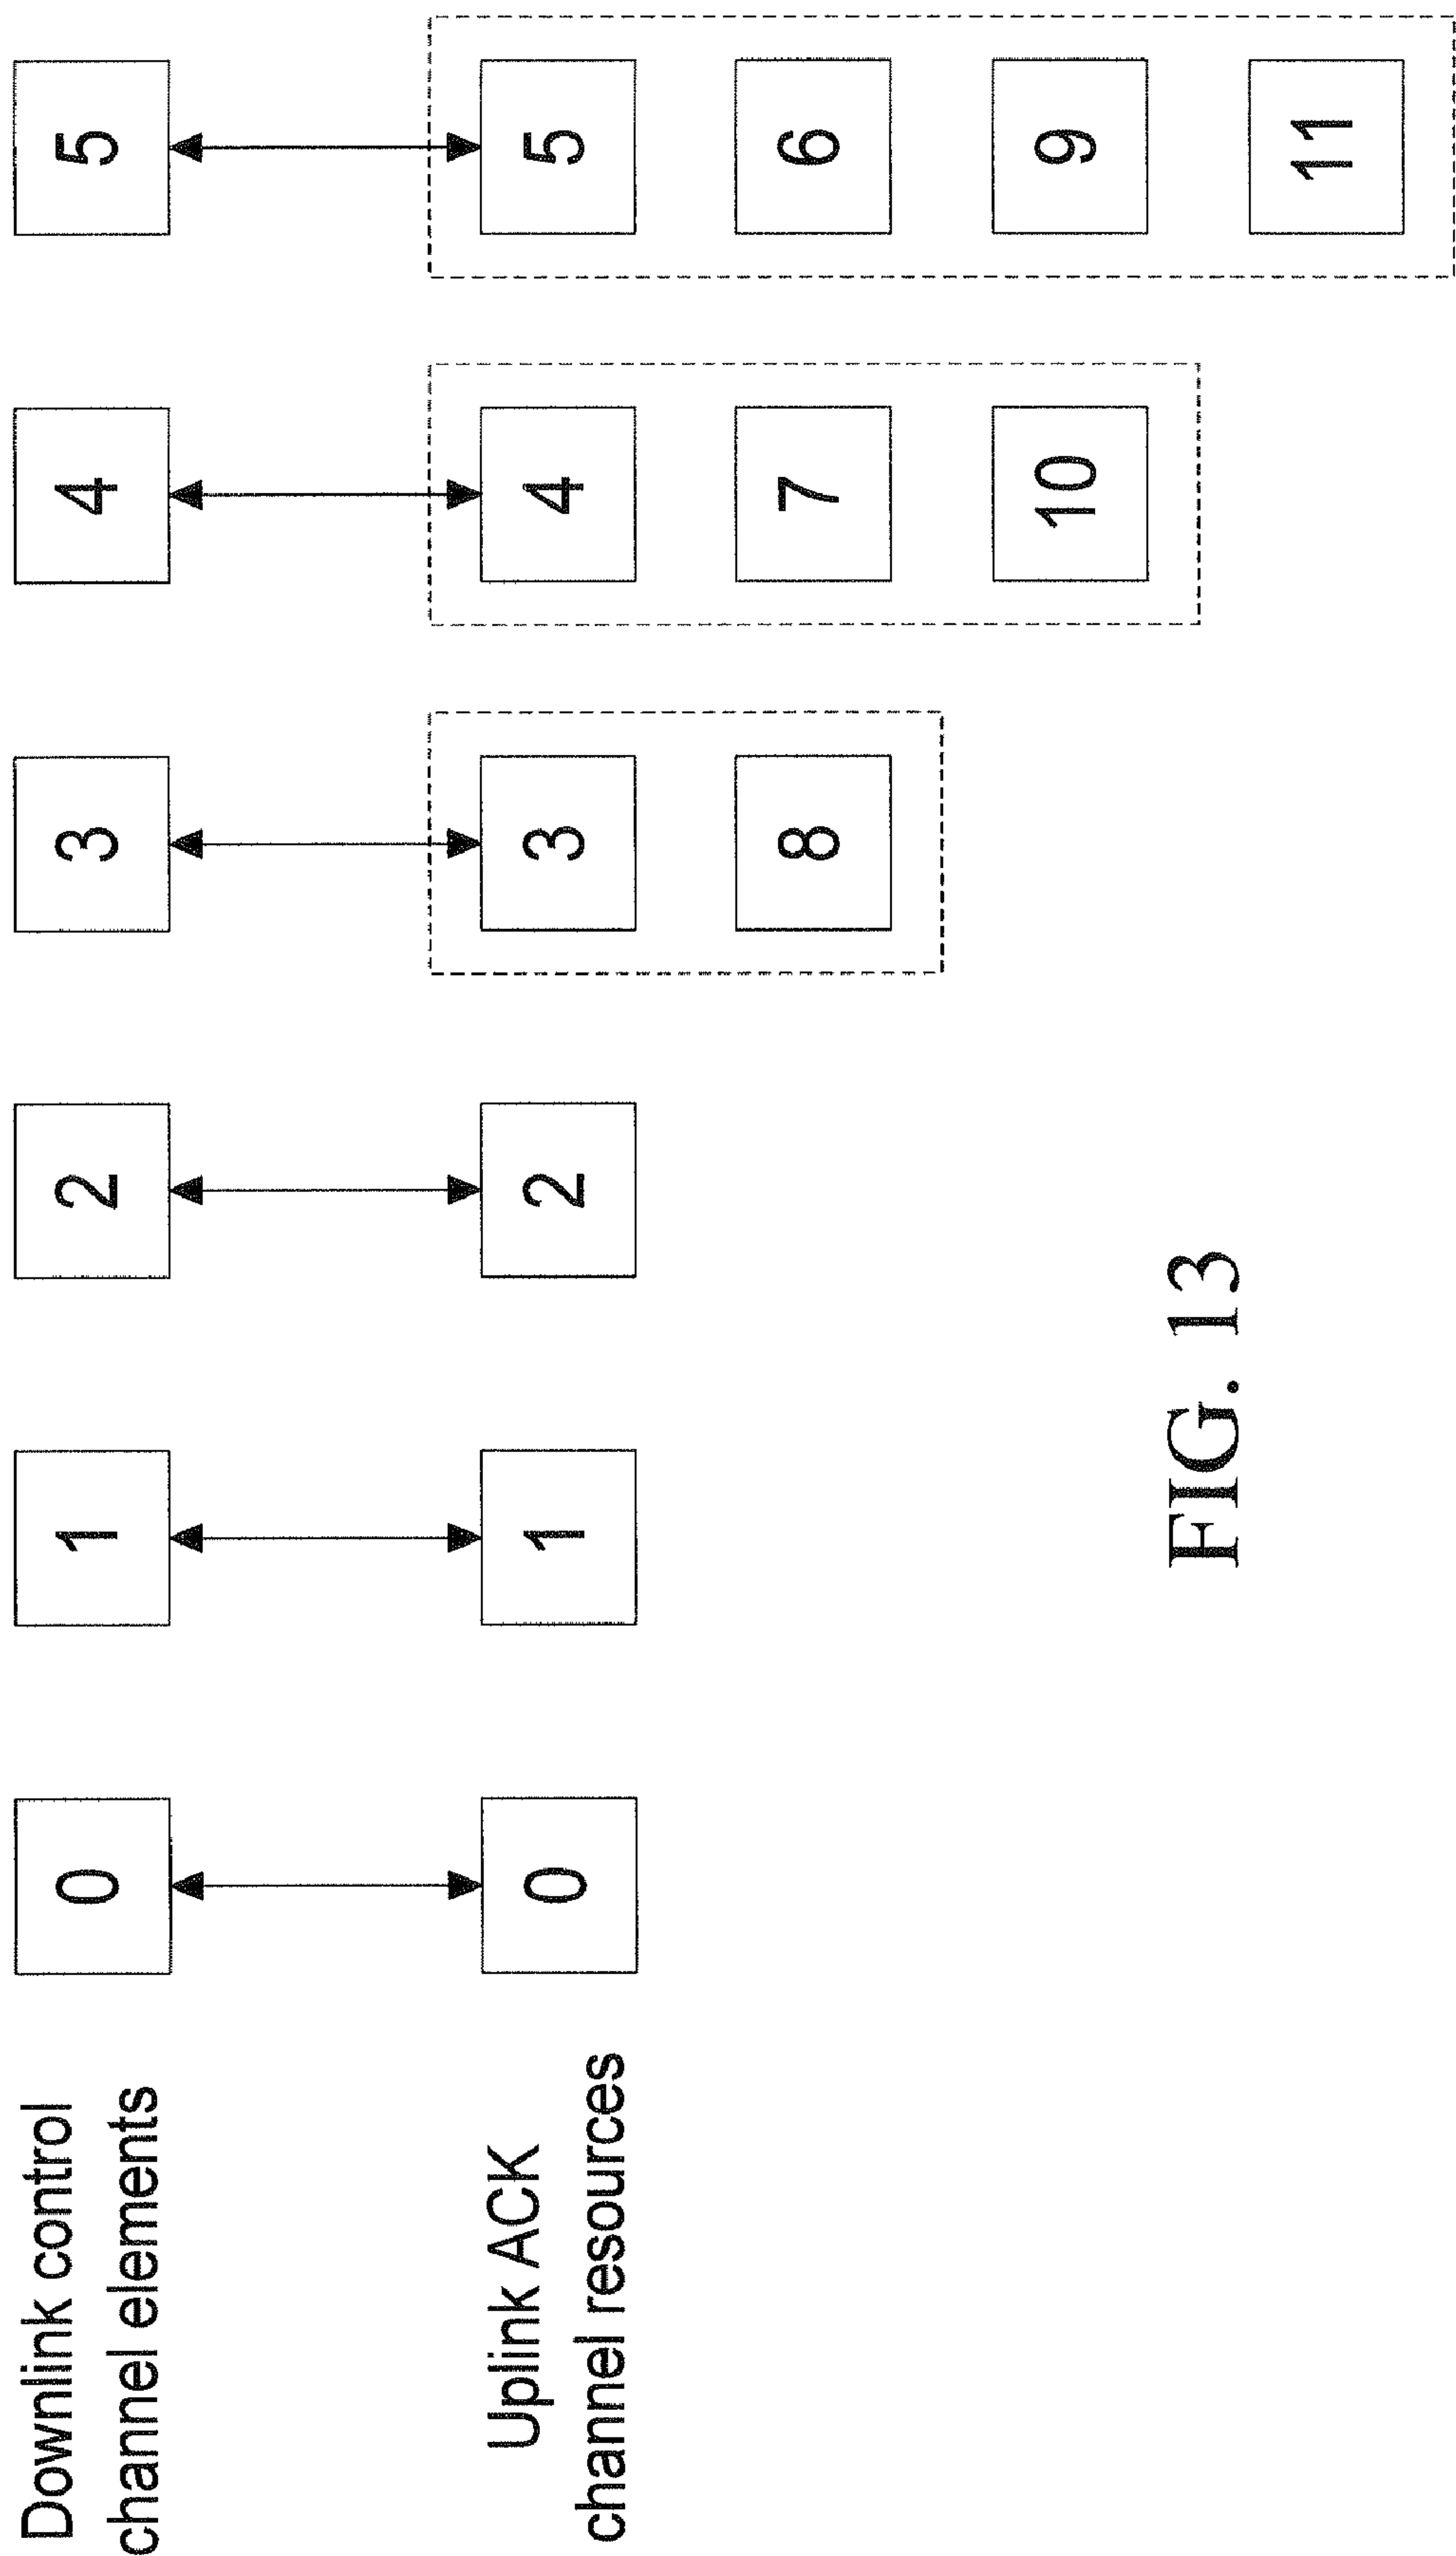 Downlink control
channel elements
0 1 2 3 4 5
Uplink ACK
channel resources
0 1 2 3 4 5
8 7 6
10 9
11
FIG. 13